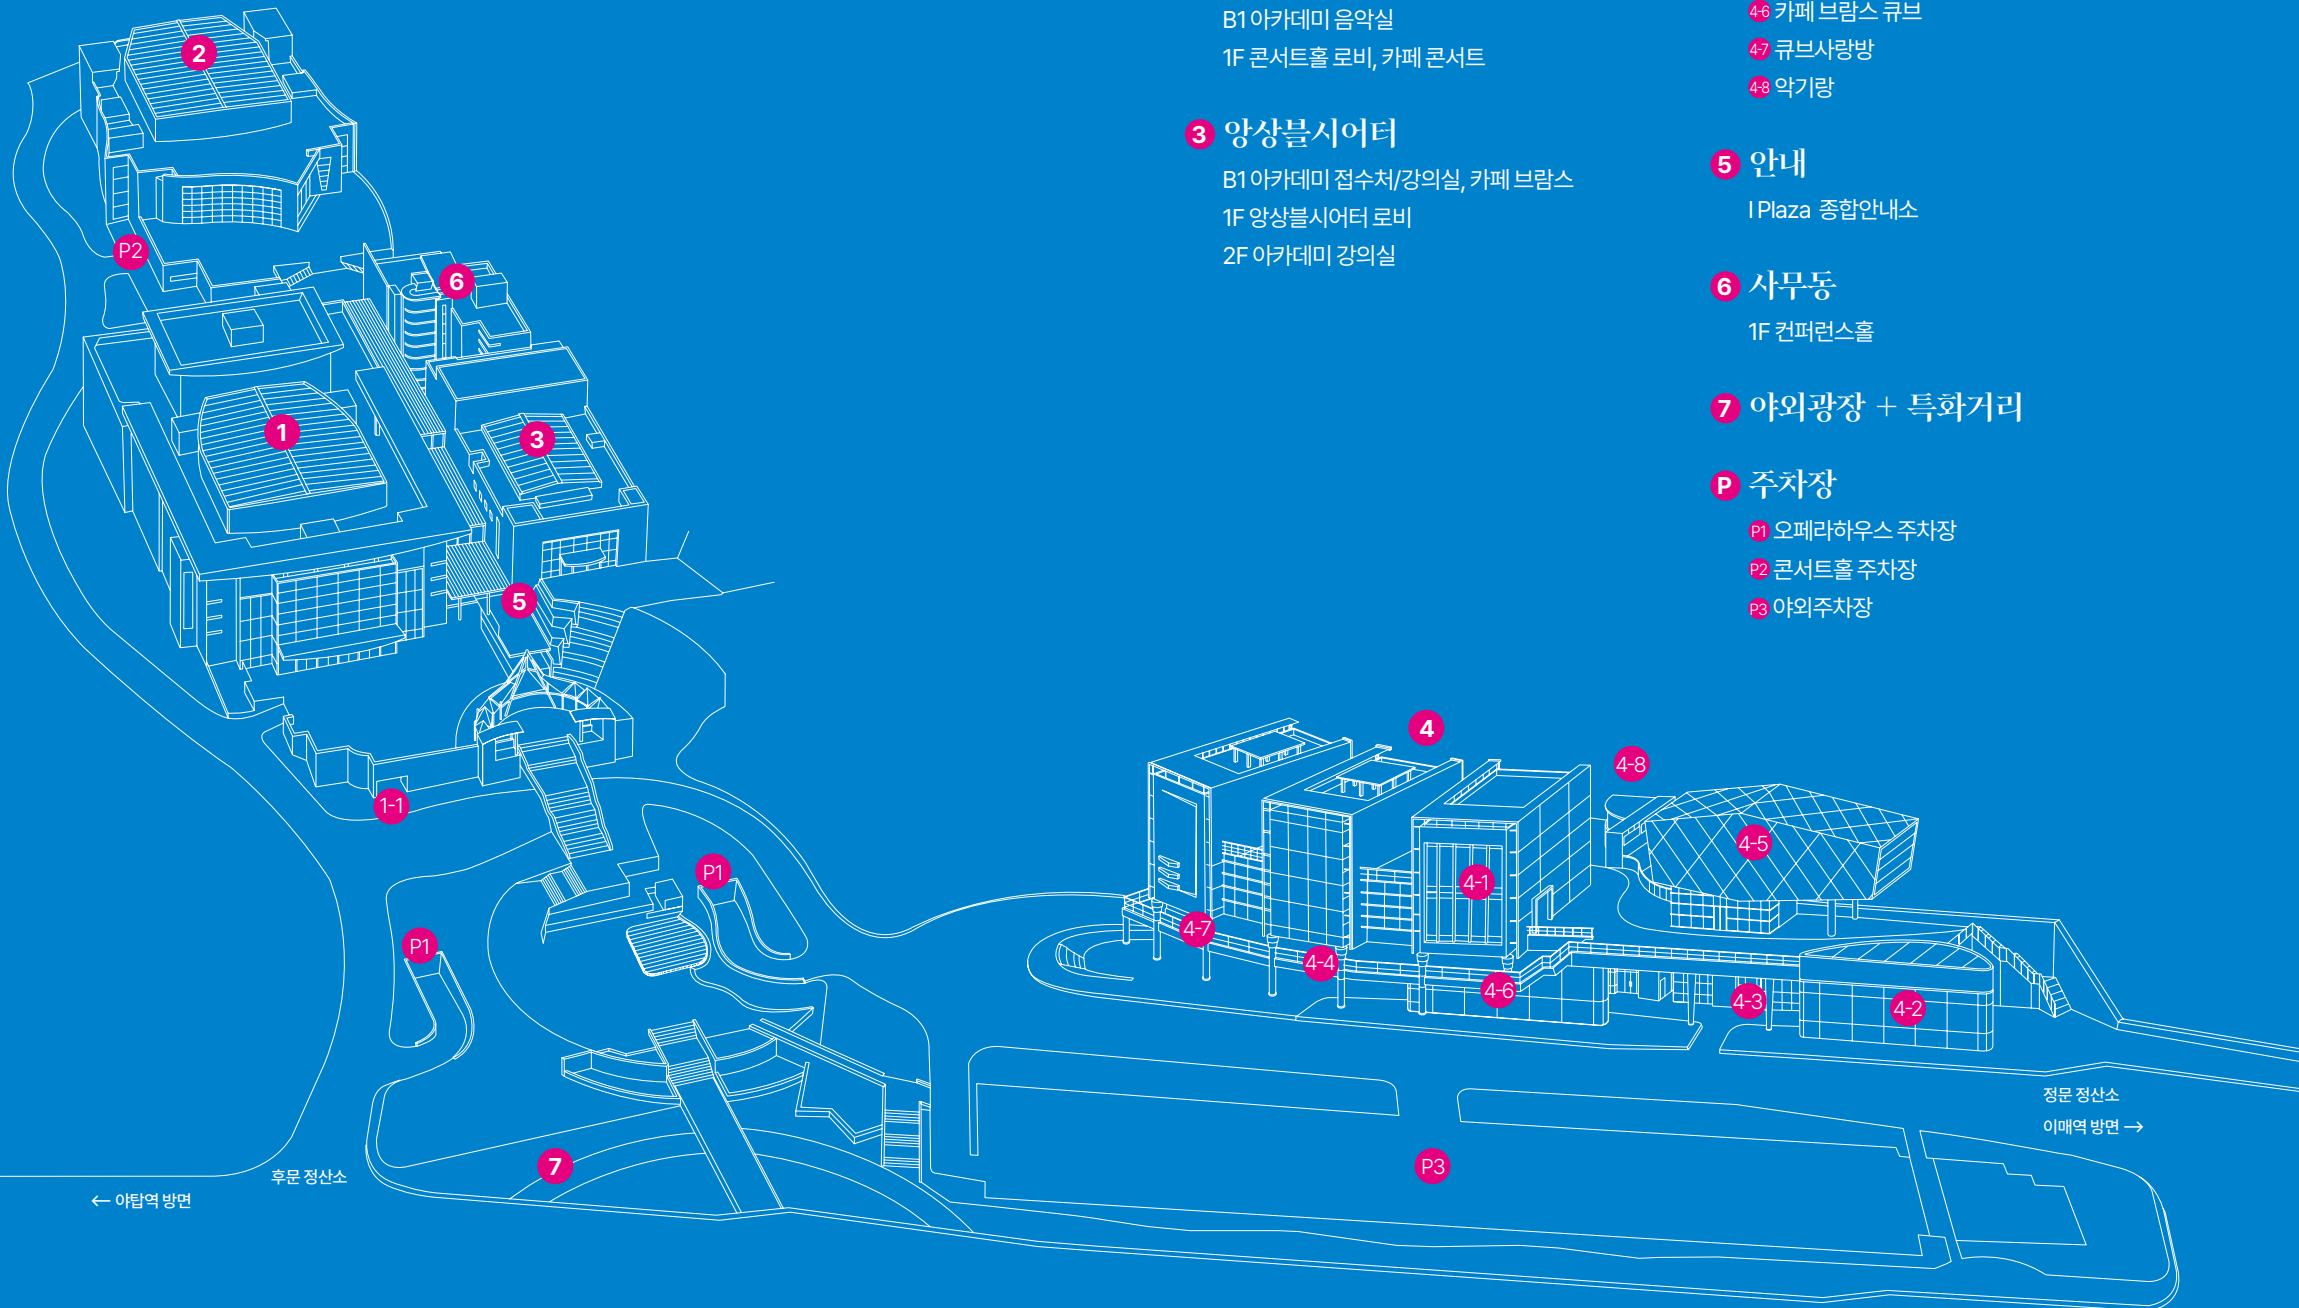 B1 아카데미 음악실
1F 콘서트홀 로비, 카페 콘서트
3 앙상블시어터
B1 아카데미 접수처/강의실, 카페 브람스
1F 앙상블시어터 로비
2F 아카데미 강의실
4-6 카페 브람스 큐브
4-7 큐브사랑방
4-8 악기랑
5 안내
I Plaza 종합안내소
6 사무동
1F 컨퍼런스홀
7 야외광장 + 특화거리
P 주차장
P1 오페라하우스 주차장
P2 콘서트홀 주차장
P3 야외주차장
2
P2
6
1
3
5
1-1
P1
P1
7
후문 정산소
← 야탑역 방면
4
4-8
4-5
4-1
4-7
4-4
4-6
4-3
4-2
P3
정문 정산소
이매역 방면 →